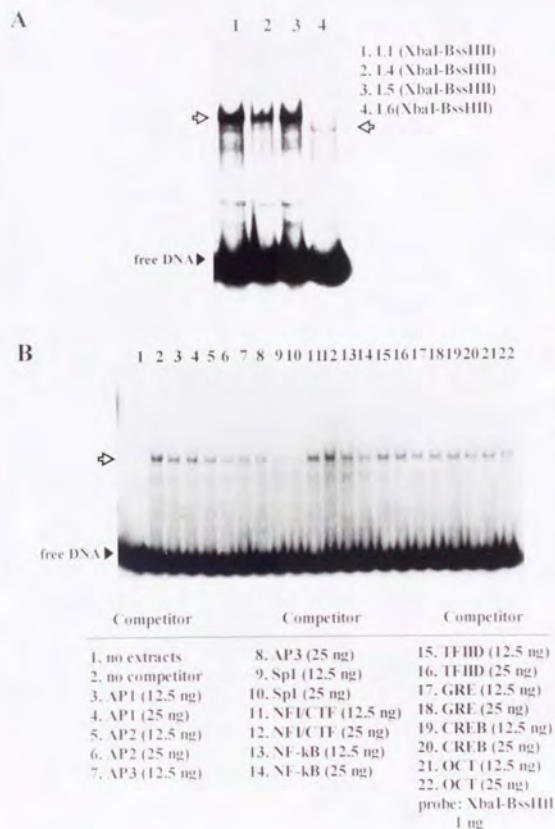 A
1 2 3 4
1. L1 (XbaI-BssHII)
2. L4 (XbaI-BssHII)
3. L5 (XbaI-BssHII)
4. L6(XbaI-BssHII)
free DNA
B
1 2 3 4 5 6 7 8 9 10 11 12 13 14 15 16 17 18 19 20 21 22
free DNA
Competitor
1. no extracts
2. no competitor
3. AP1 (12.5 ng)
4. AP1 (25 ng)
5. AP2 (12.5 ng)
6. AP2 (25 ng)
7. AP3 (12.5 ng)
Competitor
8. AP3 (25 ng)
9. Sp1 (12.5 ng)
10. Sp1 (25 ng)
11. NFI/CTF (12.5 ng)
12. NFI/CTF (25 ng)
13. NF-kB (12.5 ng)
14. NF-kB (25 ng)
Competitor
15. TFIID (12.5 ng)
16. TFIID (25 ng)
17. GRE (12.5 ng)
18. GRE (25 ng)
19. CREB (12.5 ng)
20. CREB (25 ng)
21. OCT (12.5 ng)
22. OCT (25 ng)
probe: XbaI-BssHII
1 ng